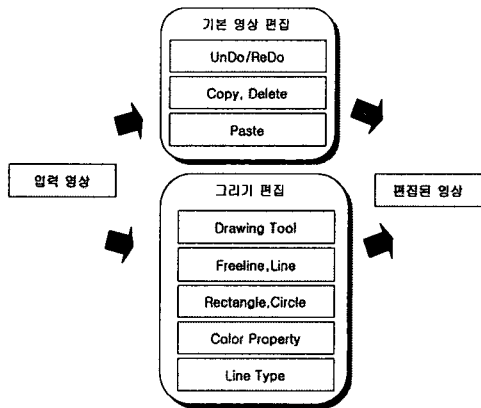 기본 영상 편집
UnDo/ReDo
Copy, Delete
Paste
입력 영상
그리기 편집
Drawing Tool
Freeline,Line
Rectangle,Circle
Color Property
Line Type
편집된 영상